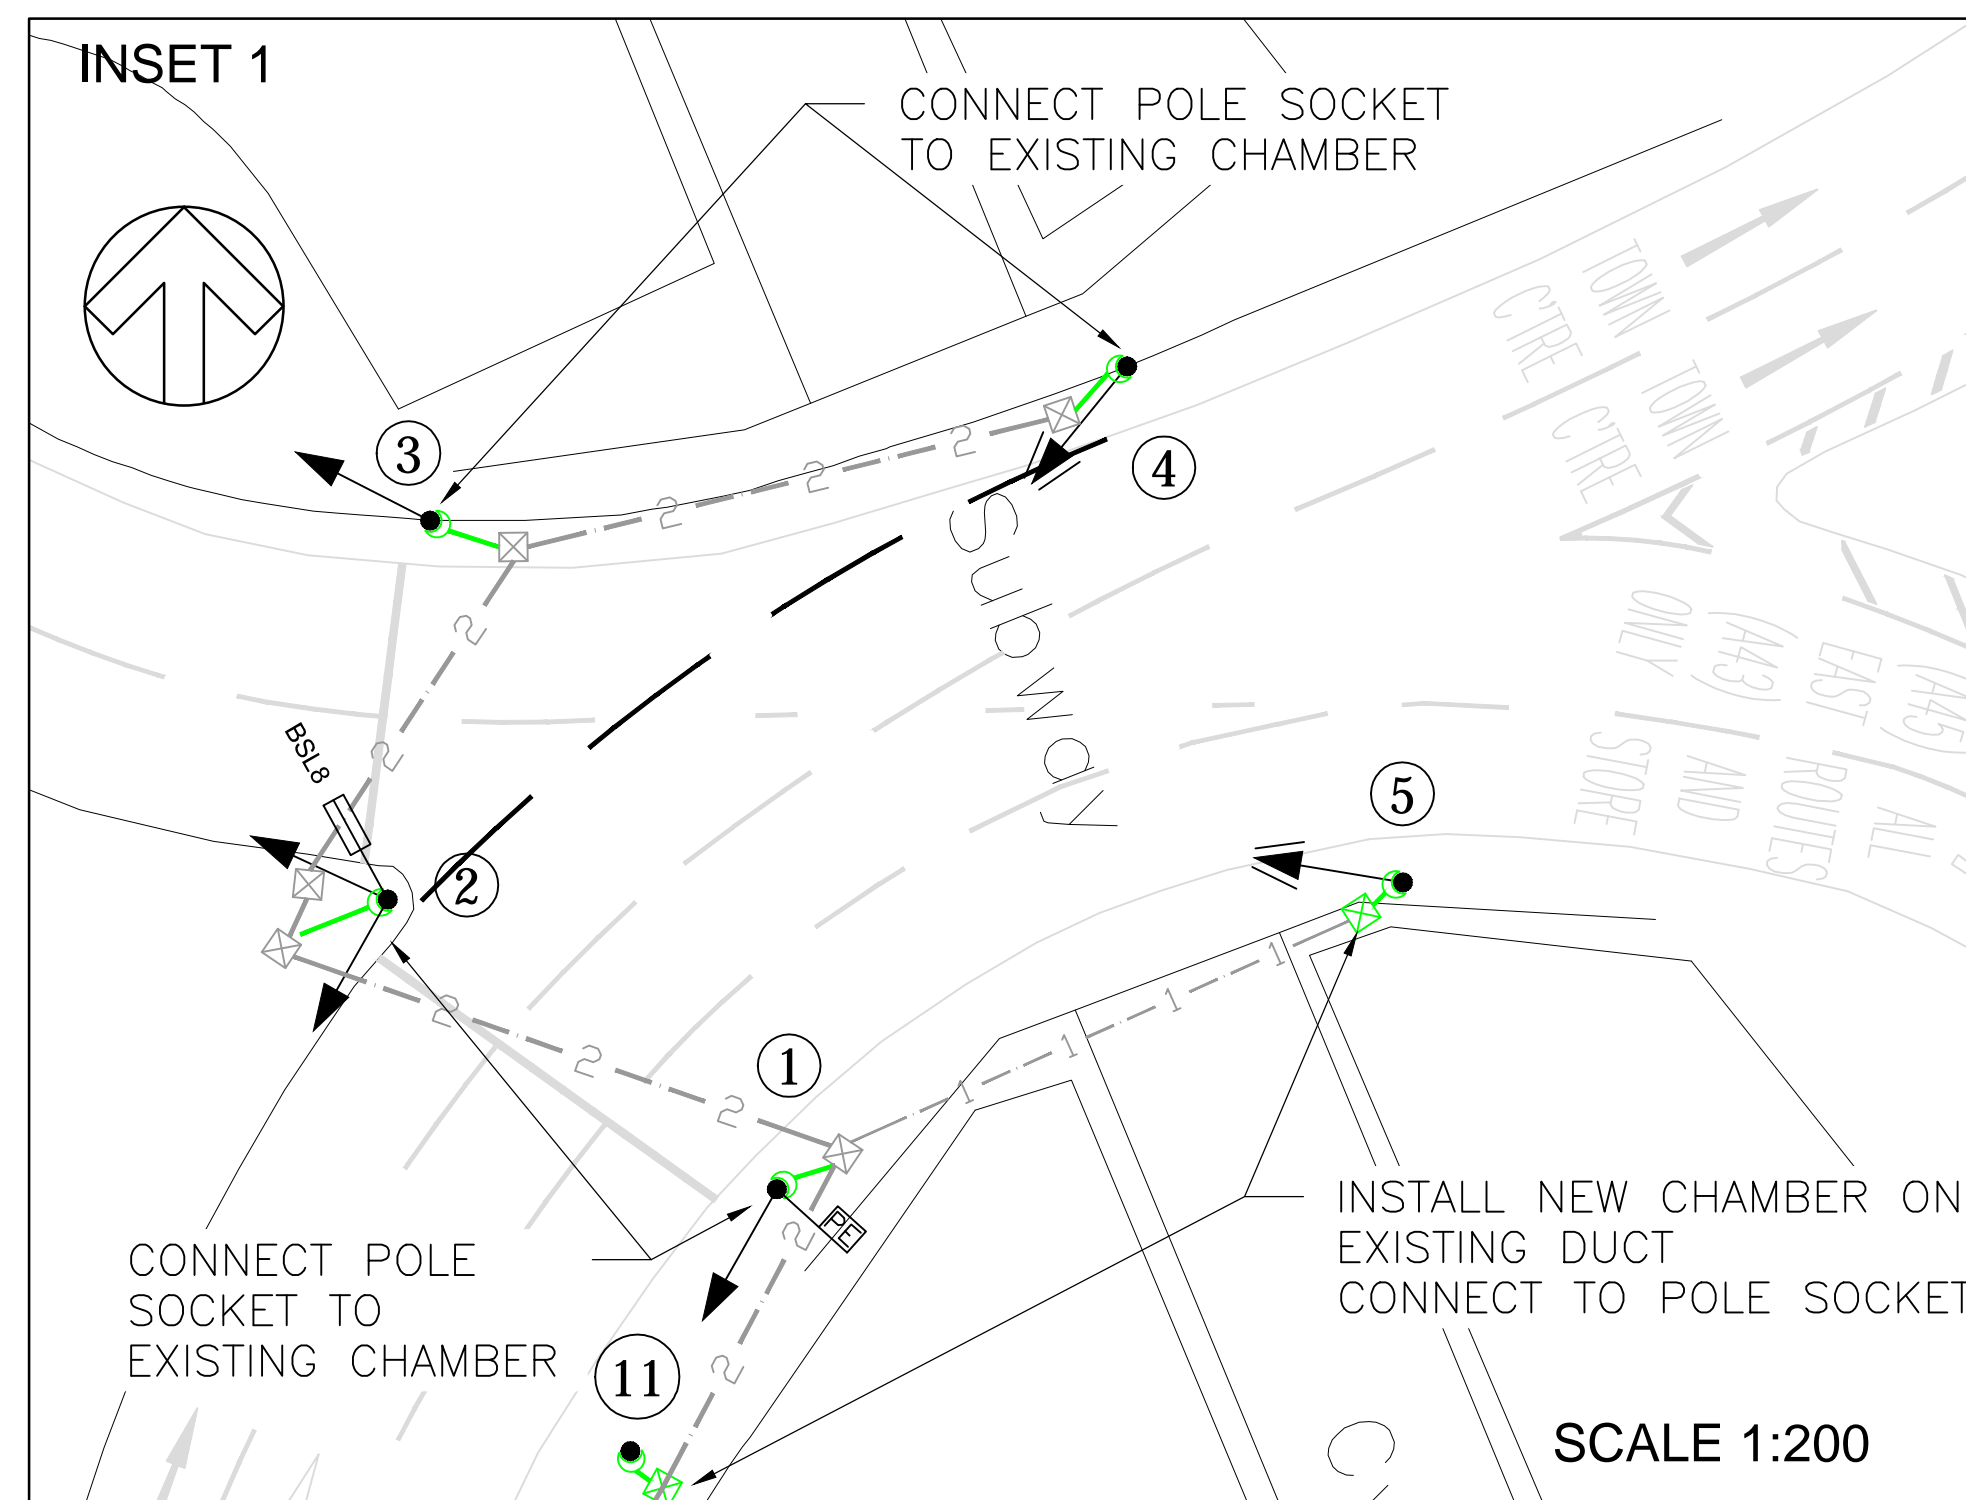 INSET 1
CONNECT POLE SOCKET
TO EXISTING CHAMBER
TOWN
CTRE
TOWN
CTRE
3
2
2
2
4
Subway
2
2
BSL8
(A43)
ONLY
(A45)
EAST
AND
STORE
ALL
ROUTES
5
2
2
2
2
1
1
1
1
1
PE
2
2
CONNECT POLE
SOCKET TO
EXISTING CHAMBER
11
INSTALL NEW CHAMBER ON
EXISTING DUCT
CONNECT TO POLE SOCKET
SCALE 1:200